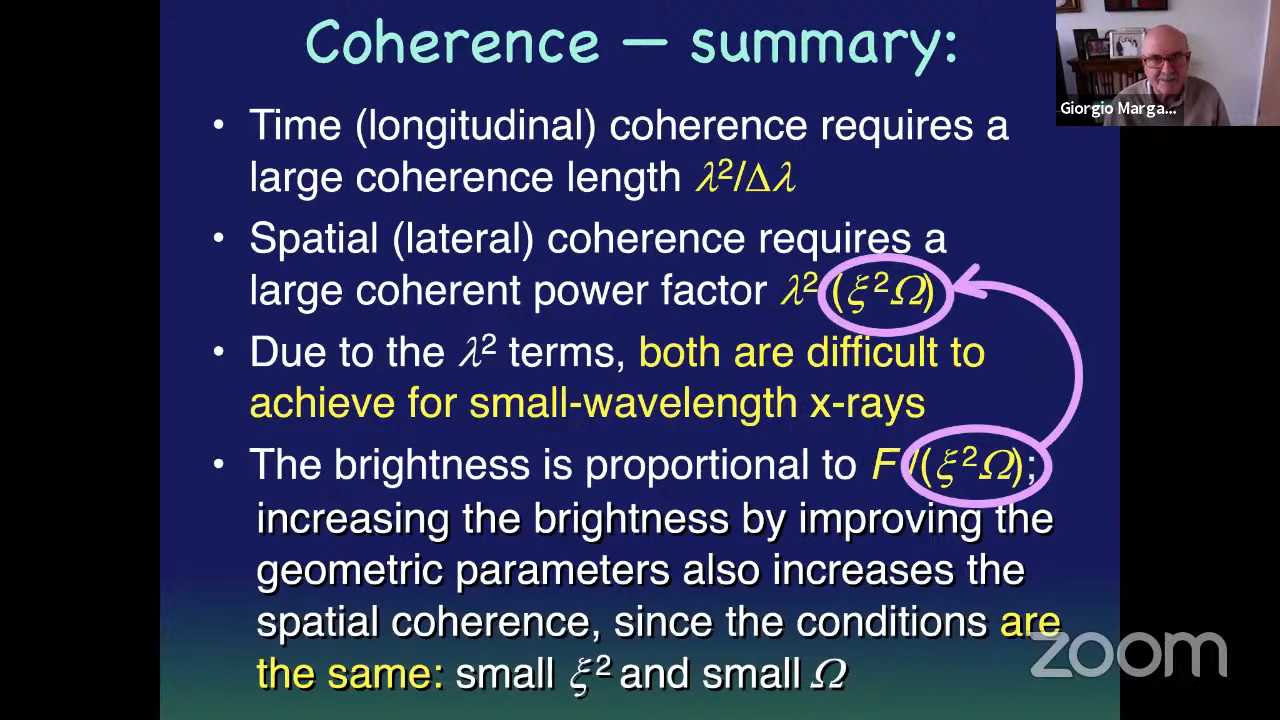 Coherence — summary:
Giorgio Marga...
• Time (longitudinal) coherence requires a
large coherence length λ²/Δλ
• Spatial (lateral) coherence requires a
large coherent power factor λ²/(ξ²Ω)
• Due to the λ² terms, both are difficult to
achieve for small-wavelength x-rays
• The brightness is proportional to F/(ξ²Ω);
increasing the brightness by improving the
geometric parameters also increases the
spatial coherence, since the conditions are
the same: small ξ² and small Ω
zoom